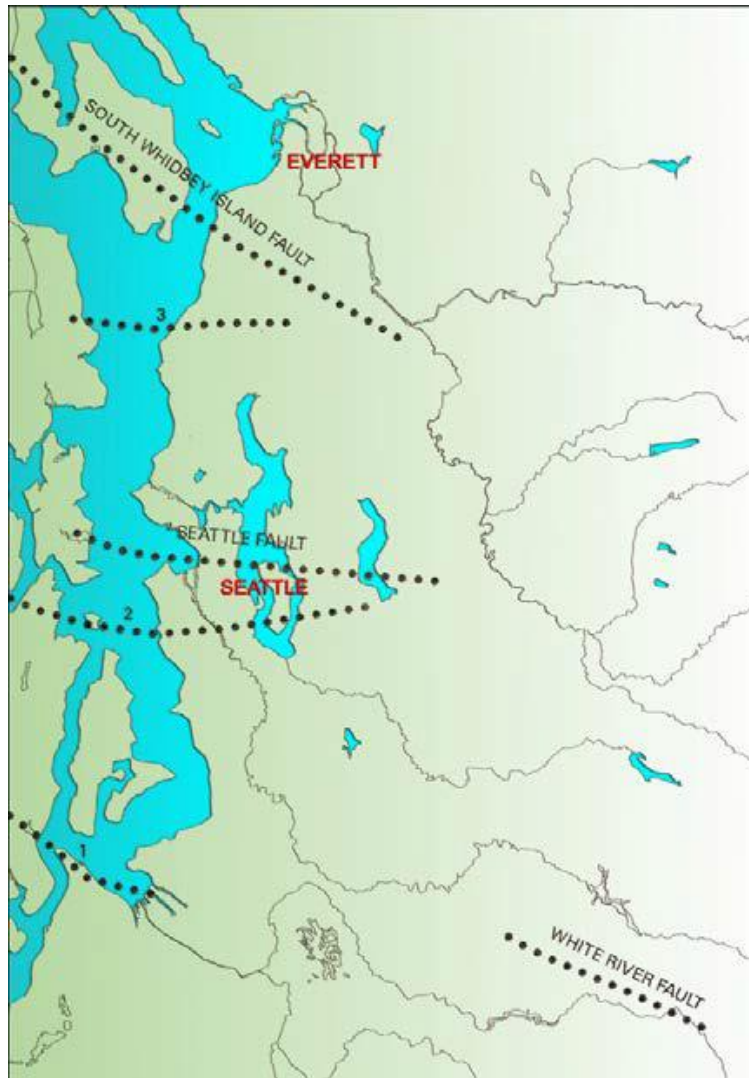 SOUTH WHIDBEY ISLAND FAULT
EVERETT
3
SEATTLE FAULT
SEATTLE
2
1
WHITE RIVER FAULT